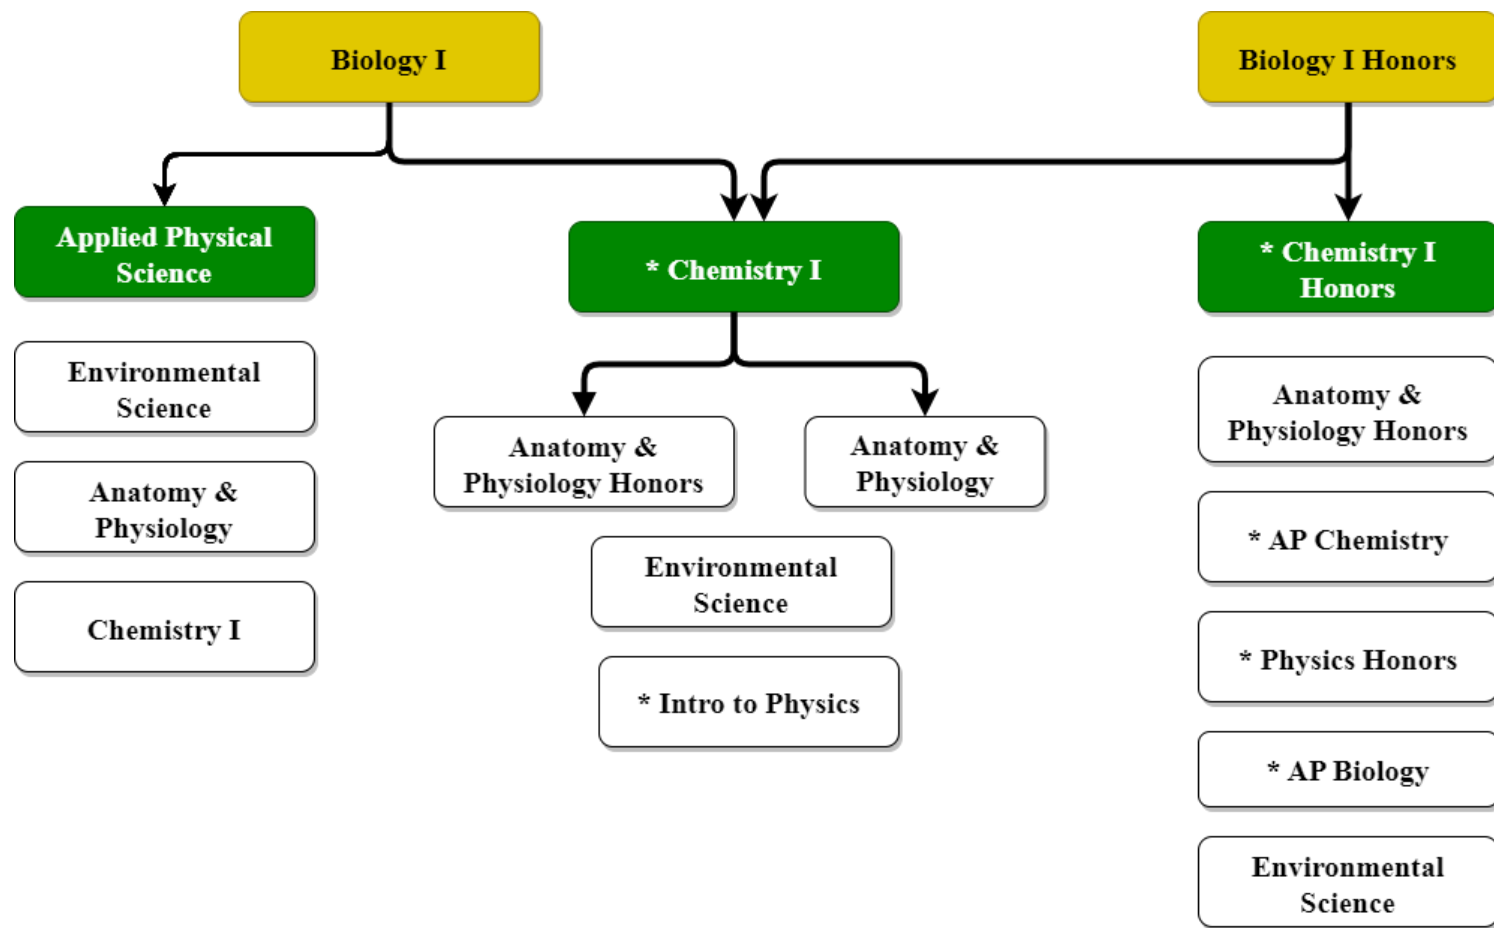 Biology I
Biology I Honors
Applied Physical
Science
* Chemistry I
* Chemistry I
Honors
Environmental
Science
Anatomy &
Physiology
Chemistry I
Anatomy &
Physiology Honors
Anatomy &
Physiology
Environmental
Science
* Intro to Physics
Anatomy &
Physiology Honors
* AP Chemistry
* Physics Honors
* AP Biology
Environmental
Science